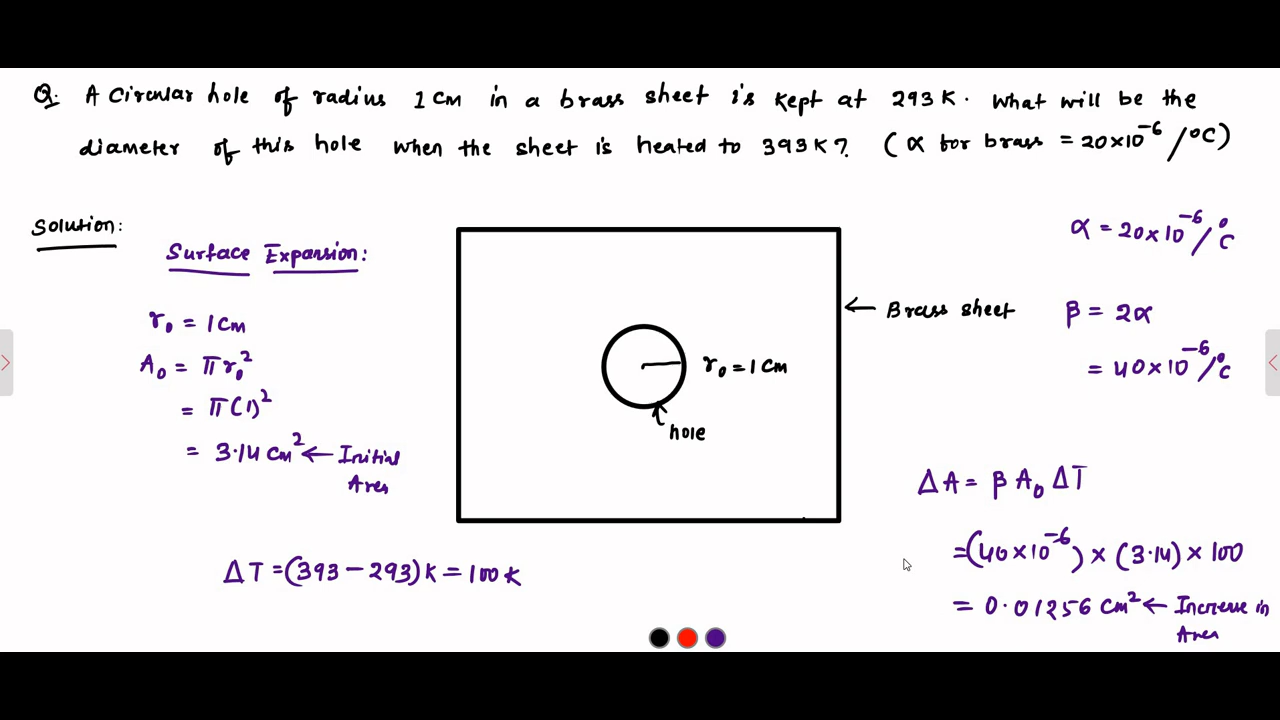 Q. A circular hole of radius 1 cm in a brass sheet is kept at 293 K. What will be the
diameter of this hole when the sheet is heated to 393 K? (α for brass = 20×10⁻⁶/°C)
Solution:
Surface Expansion:
r₀ = 1 cm
A₀ = πr₀²
= π(1)²
= 3.14 cm² ← Initial
Area
ΔT = (393 − 293) K = 100 K
r₀ = 1 cm
hole
← Brass sheet
α = 20×10⁻⁶/°C
β = 2α
= 40×10⁻⁶/°C
ΔA = β A₀ ΔT
= (40×10⁻⁶) × (3.14) × 100
= 0.01256 cm² ← Increase in
Area